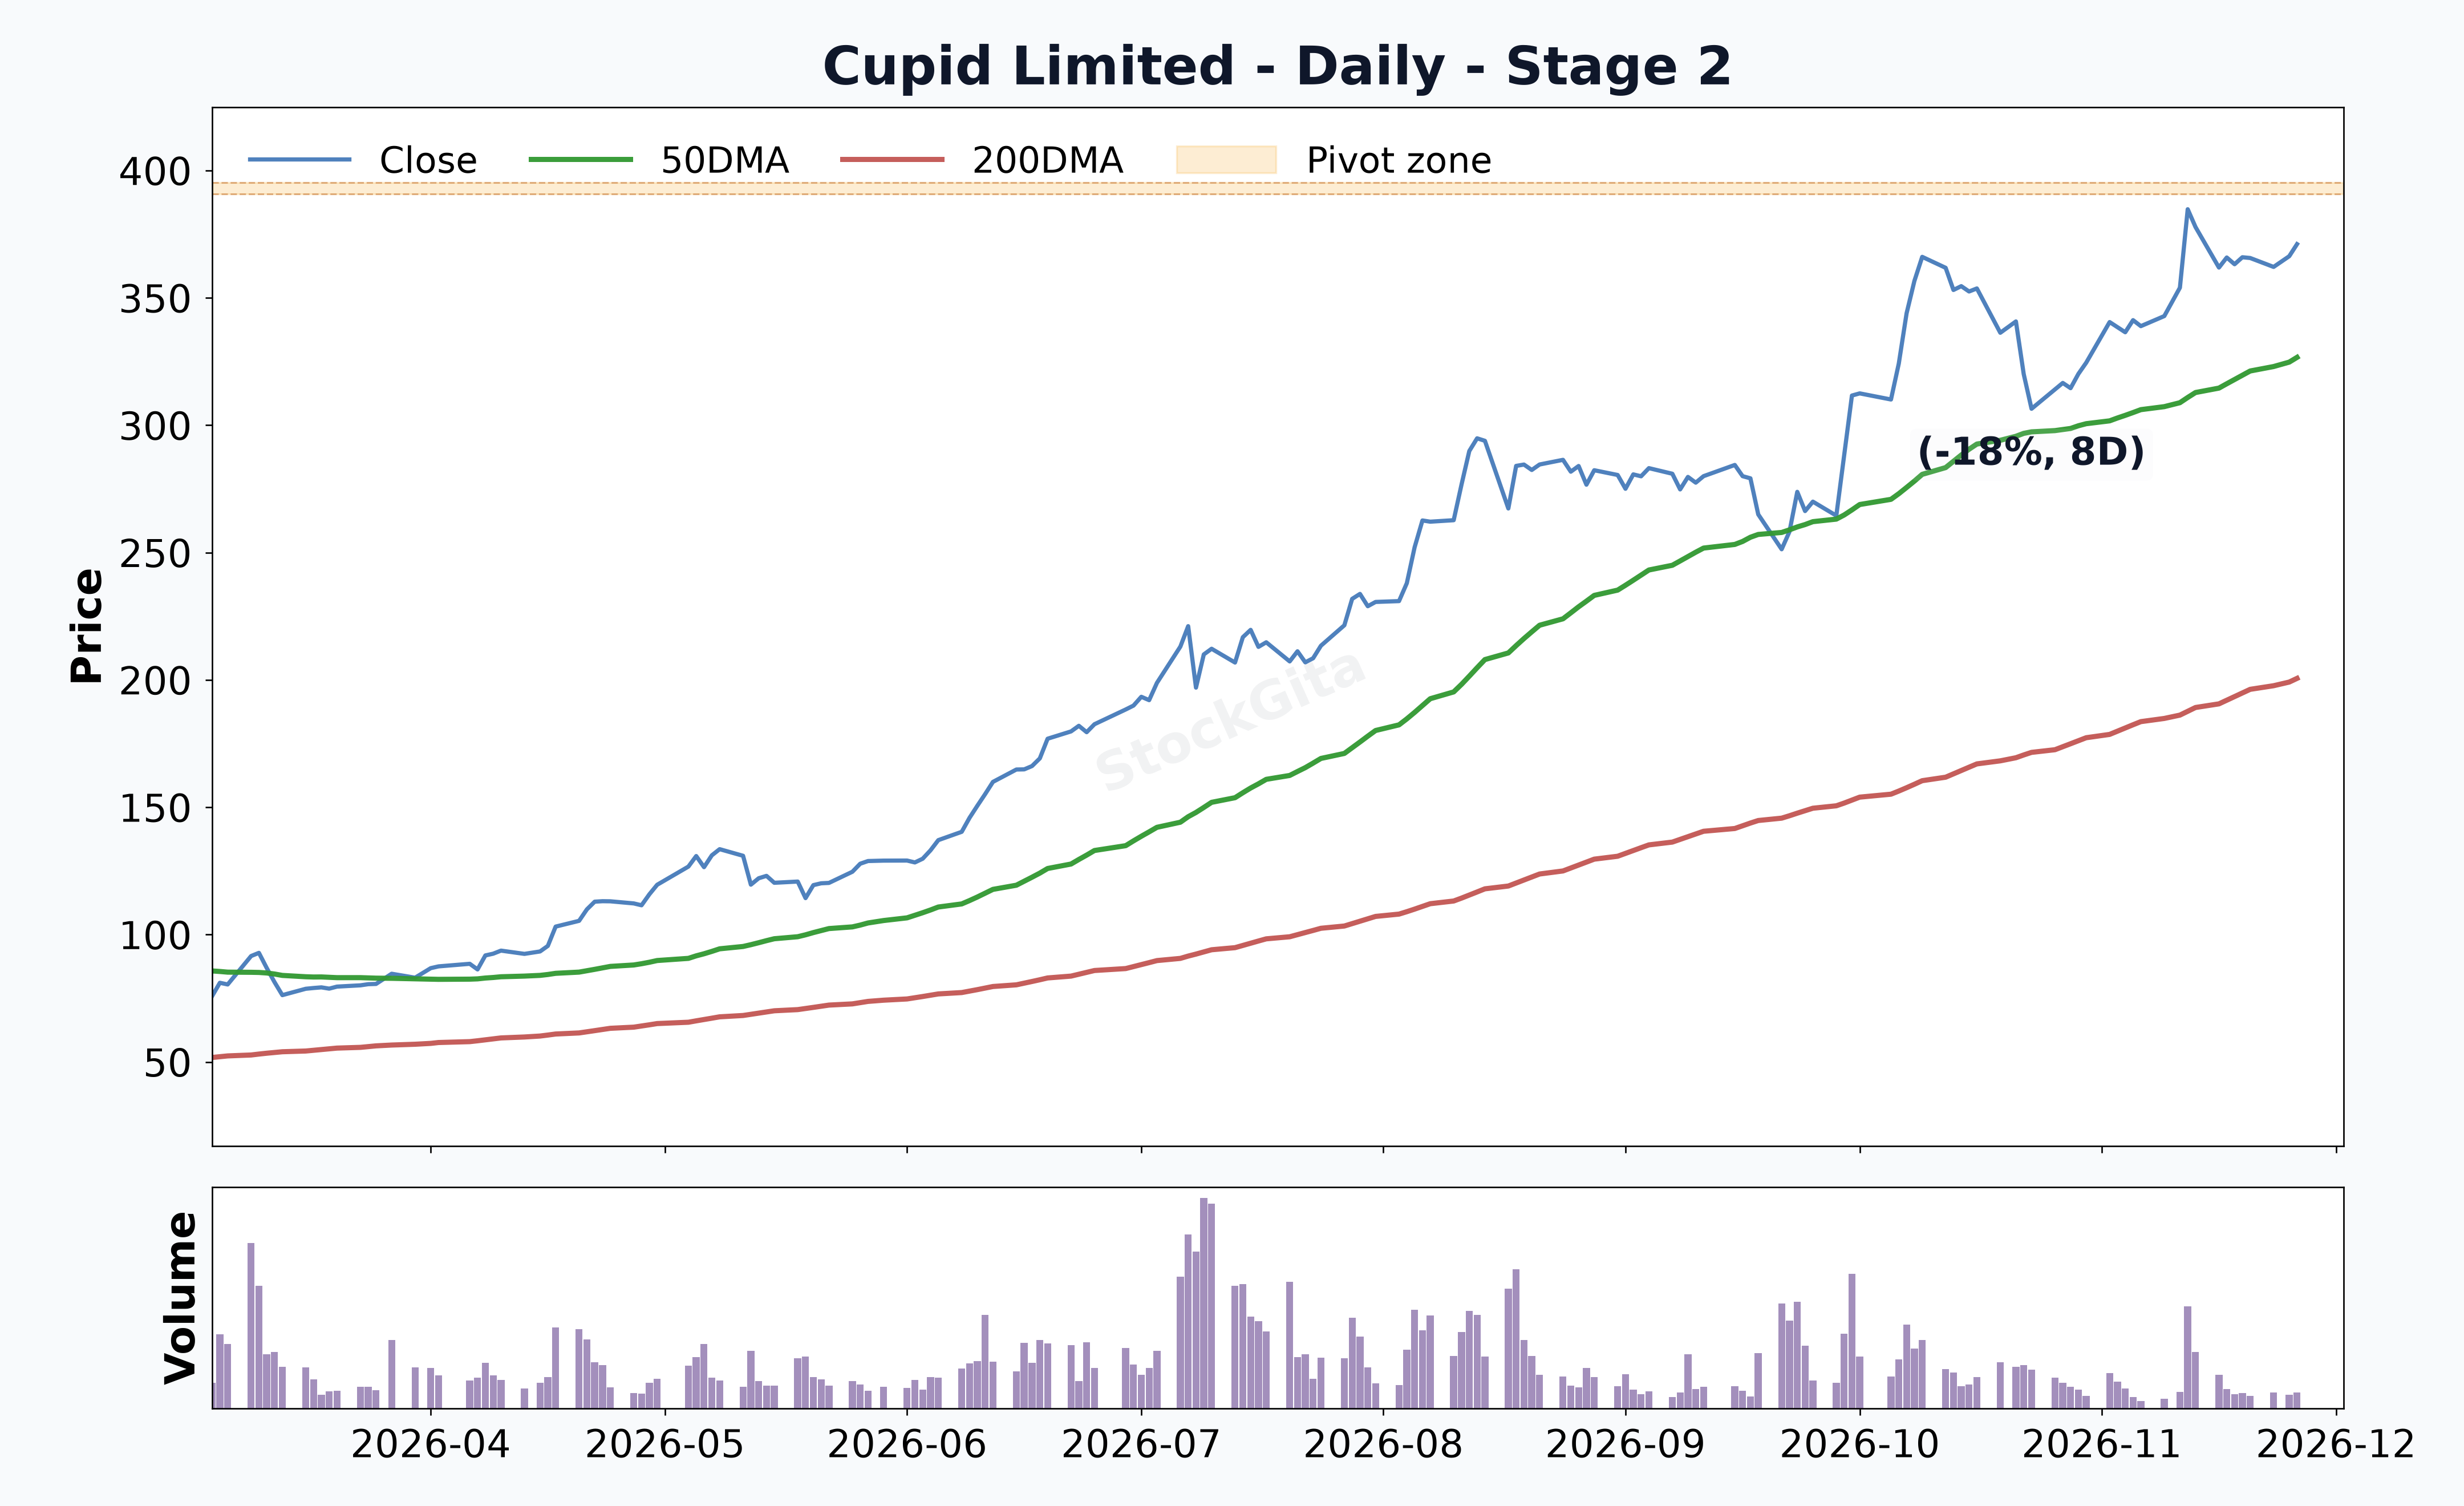 Cupid Limited - Daily - Stage 2
Close 50DMA 200DMA Pivot zone
400
350
300
250
200
150
100
50
Price
(-18%, 8D)
StockGita
Volume
2026-04 2026-05 2026-06 2026-07 2026-08 2026-09 2026-10 2026-11 2026-12